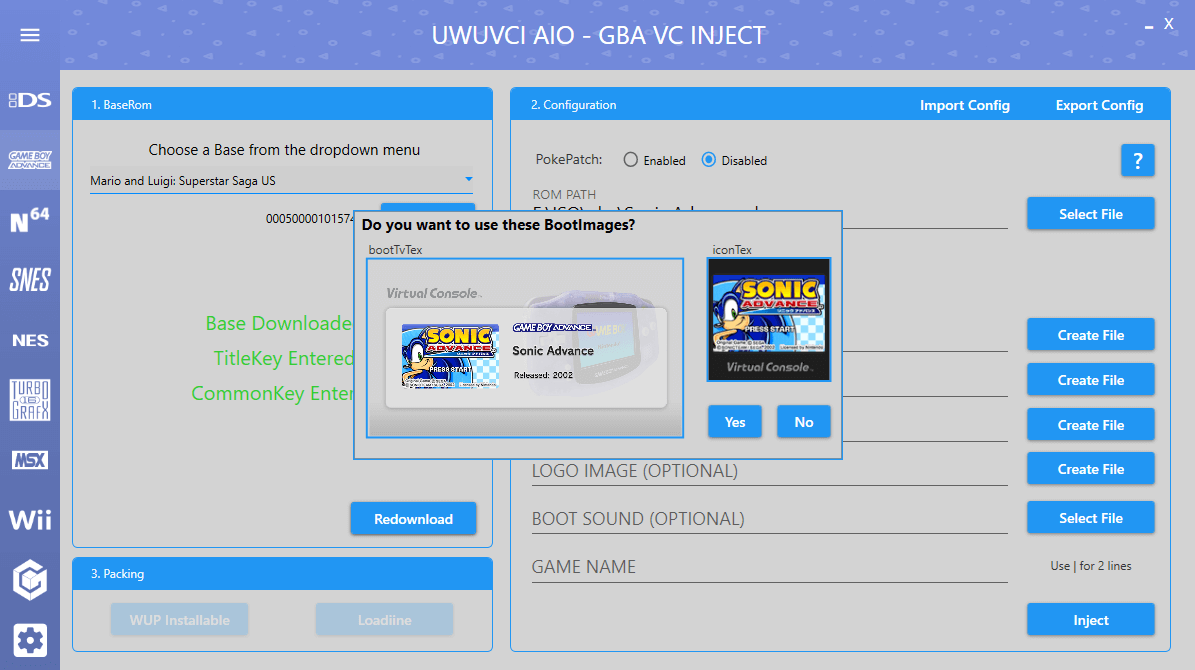 UWUVCI AIO - GBA VC INJECT
X
DS
GAME BOY ADVANCE
N64
SNES
NES
TURBO 16 GRAFX
MSX
Wii
1. BaseRom
Choose a Base from the dropdown menu
Mario and Luigi: Superstar Saga US
0005000010157
Base Downloade
TitleKey Entered
CommonKey Enter
Redownload
3. Packing
WUP Installable
Loadiine
2. Configuration
Import Config
Export Config
PokePatch:
Enabled
Disabled
?
ROM PATH
Select File
Create File
Create File
Create File
LOGO IMAGE (OPTIONAL)
Create File
BOOT SOUND (OPTIONAL)
Select File
GAME NAME
Use | for 2 lines
Inject
Do you want to use these BootImages?
bootTvTex
Virtual Console
SONIC
ADVANCE
PRESS START
GAME BOY ADVANCE
Sonic Advance
Released: 2002
iconTex
SONIC
ADVANCE
PRESS START
Virtual Console
Yes
No